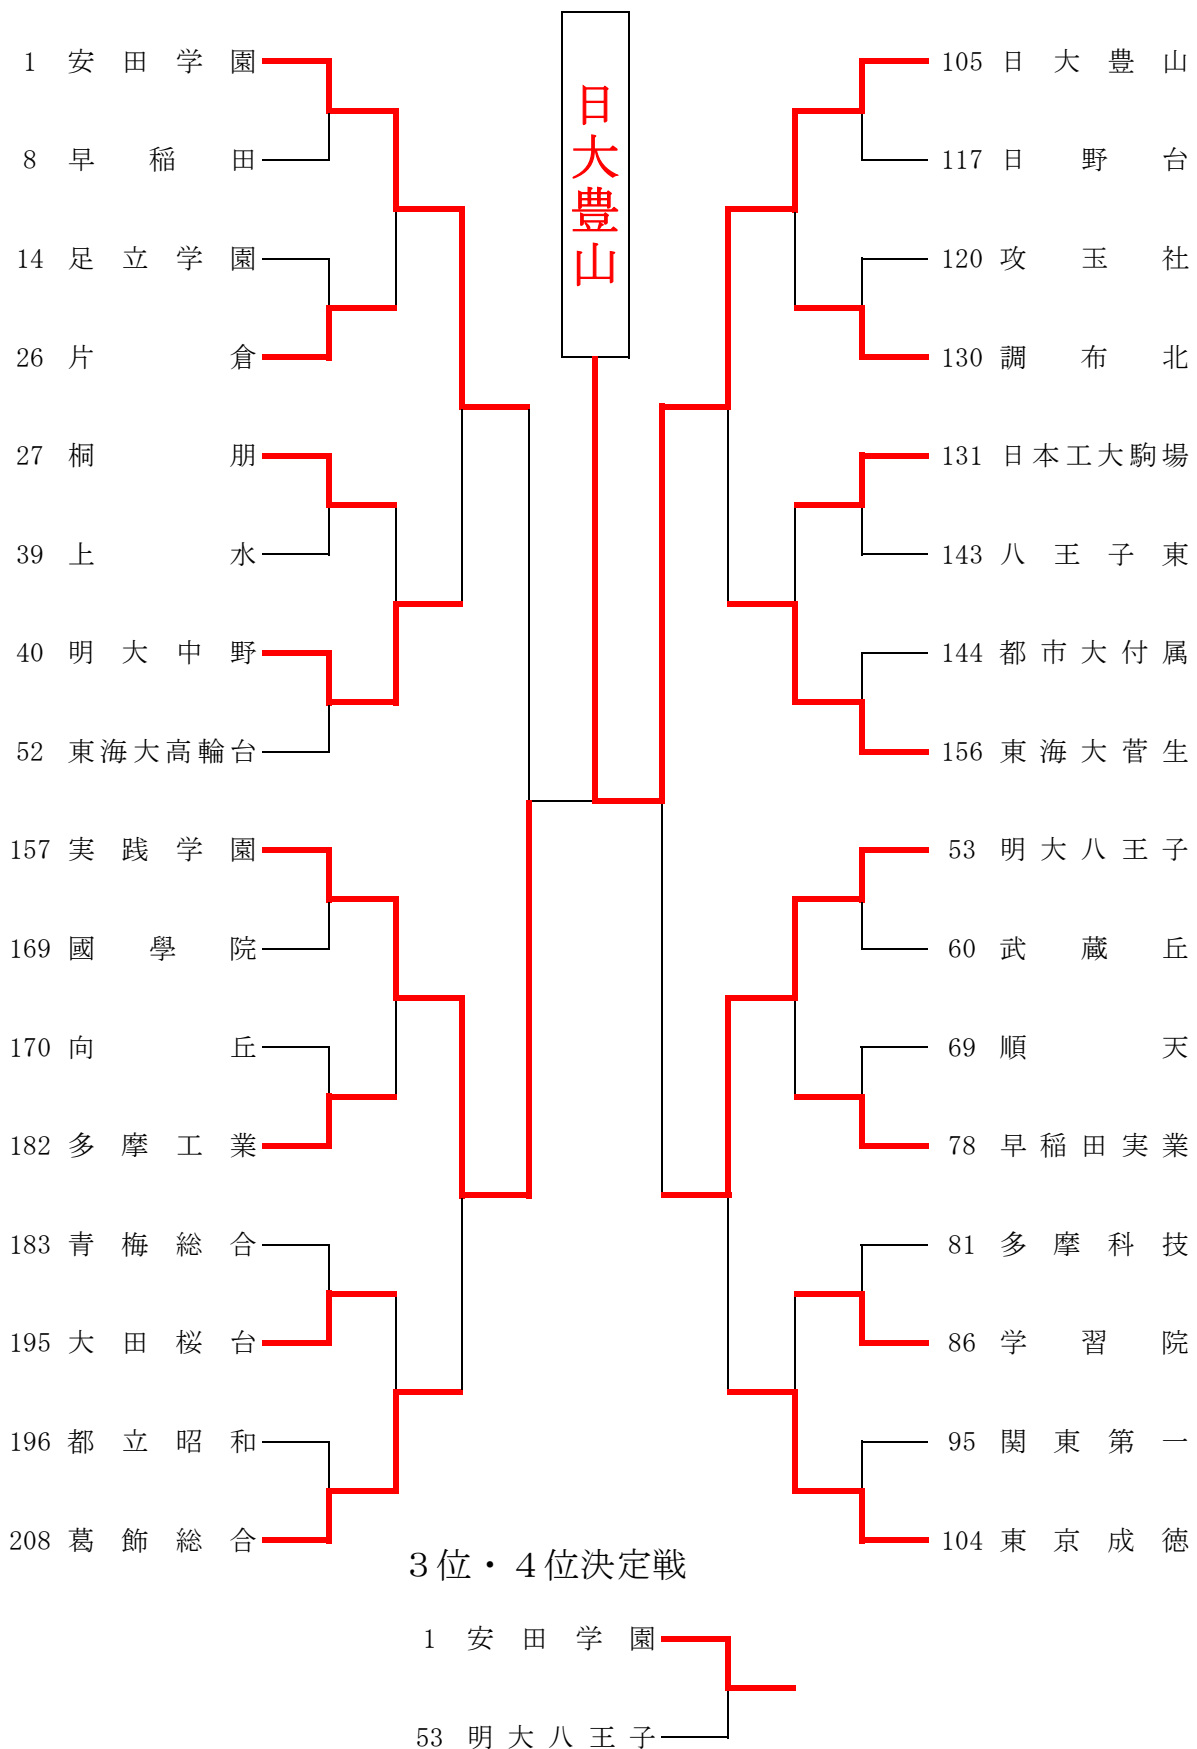 日大豊山
1 安田学園
8 早稲田
14 足立学園
26 片倉
27 桐朋
39 上水
40 明大中野
52 東海大高輪台
157 実践学園
169 國學院
170 向丘
182 多摩工業
183 青梅総合
195 大田桜台
196 都立昭和
208 葛飾総合
105 日大豊山
117 日野台
120 攻玉社
130 調布北
131 日本工大駒場
143 八王子東
144 都市大付属
156 東海大菅生
53 明大八王子
60 武蔵丘
69 順天
78 早稲田実業
81 多摩科技
86 学習院
95 関東第一
104 東京成徳
３位・４位決定戦
1 安田学園
53 明大八王子